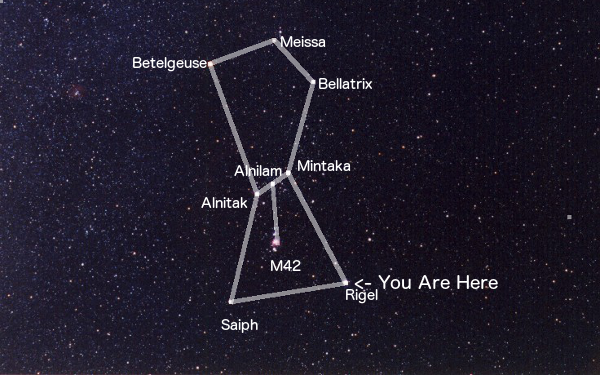 Meissa
Betelgeuse
Bellatrix
Alnilam
Mintaka
Alnitak
M42
<- You Are Here
Rigel
Saiph